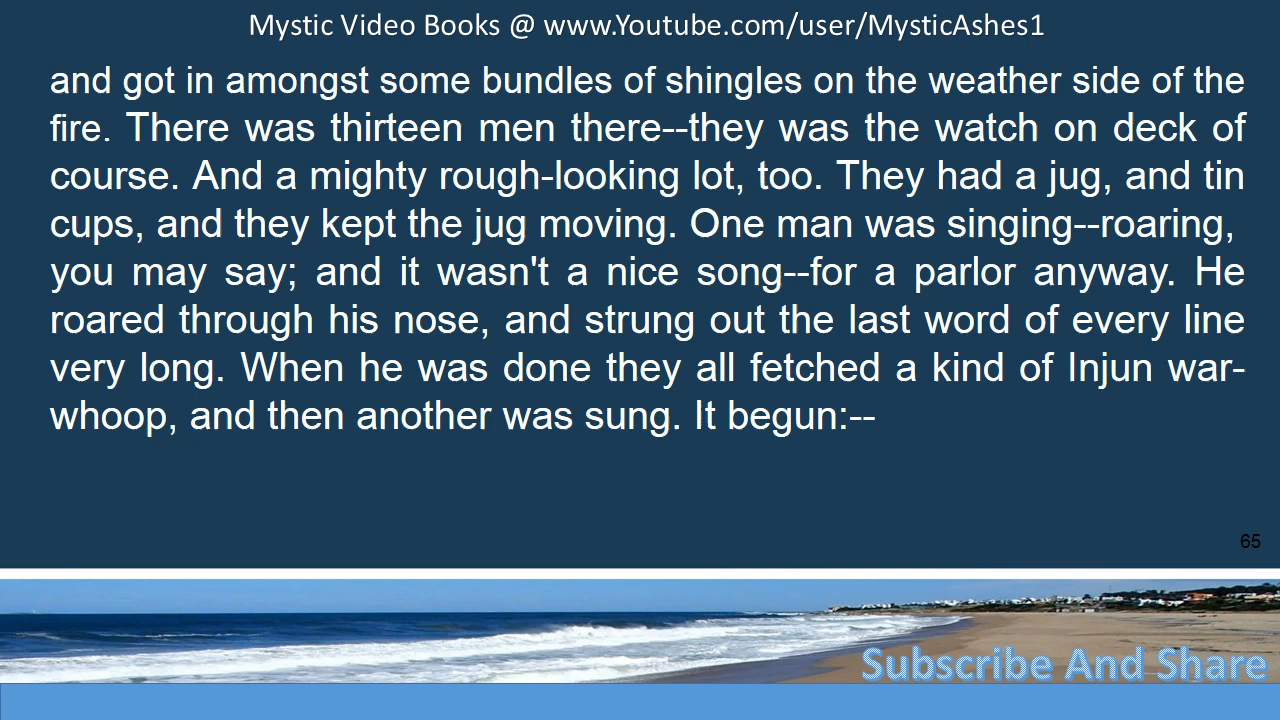 Mystic Video Books @ www.Youtube.com/user/MysticAshes1
and got in amongst some bundles of shingles on the weather side of the
fire. There was thirteen men there--they was the watch on deck of
course. And a mighty rough-looking lot, too. They had a jug, and tin
cups, and they kept the jug moving. One man was singing--roaring,
you may say; and it wasn't a nice song--for a parlor anyway. He
roared through his nose, and strung out the last word of every line
very long. When he was done they all fetched a kind of Injun war-
whoop, and then another was sung. It begun:--
65
Subscribe And Share